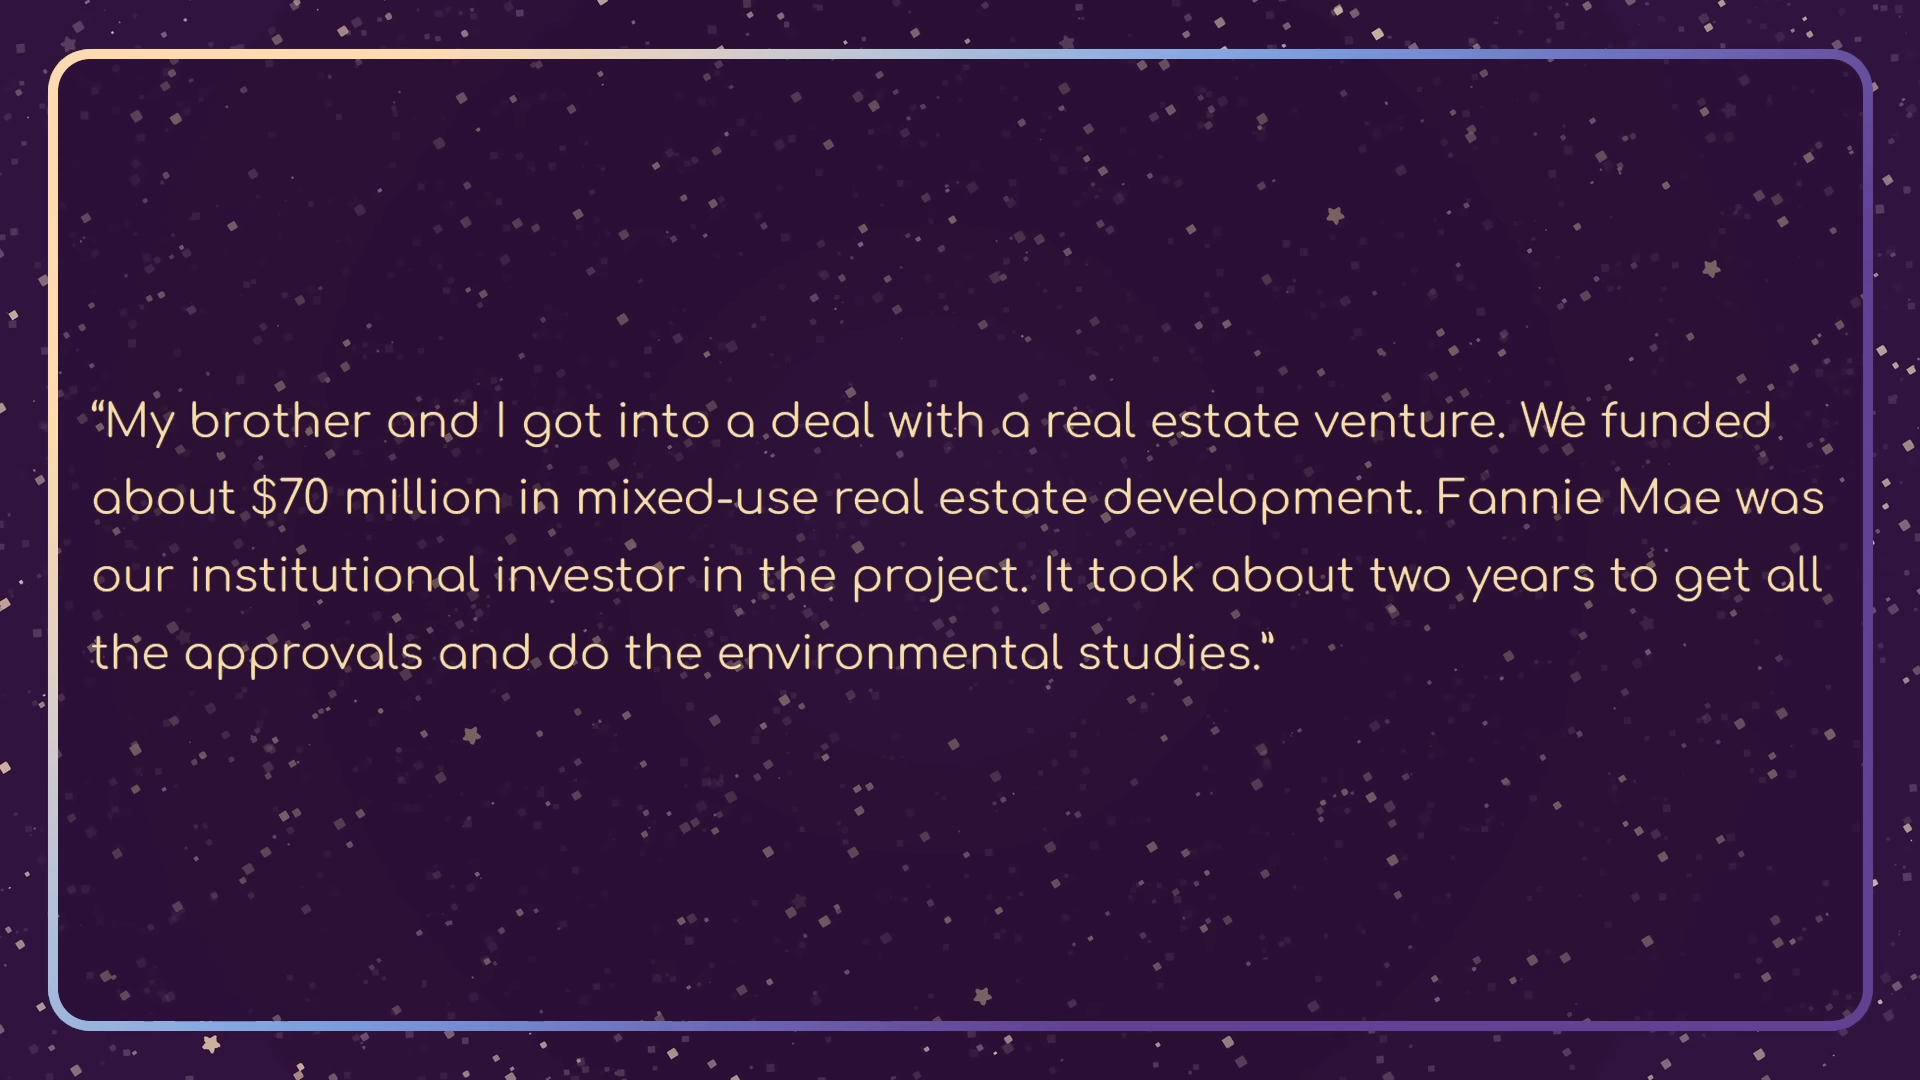 “My brother and I got into a deal with a real estate venture. We funded
about $70 million in mixed-use real estate development. Fannie Mae was
our institutional investor in the project. It took about two years to get all
the approvals and do the environmental studies.”